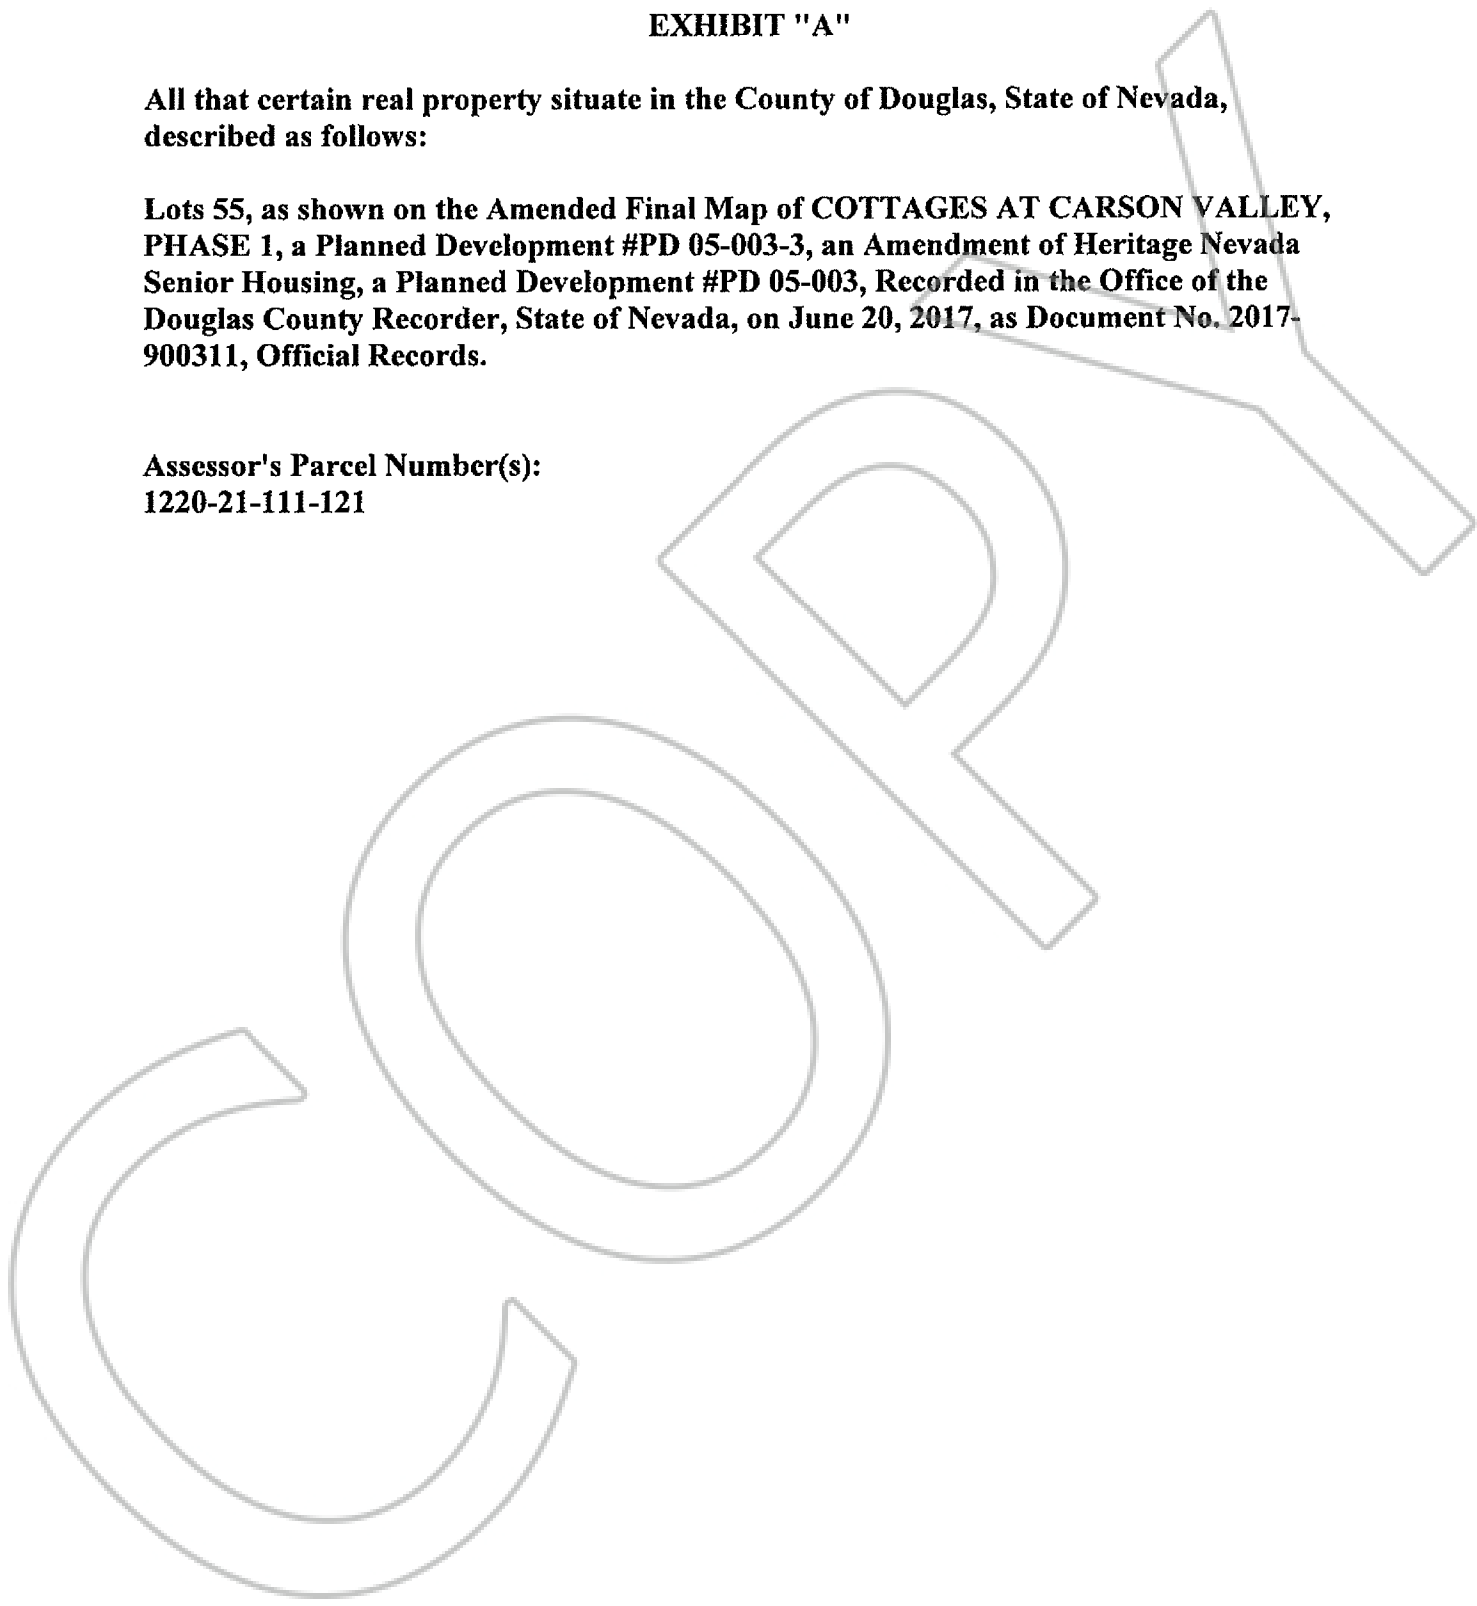 EXHIBIT "A"
All that certain real property situate in the County of Douglas, State of Nevada,
described as follows:
Lots 55, as shown on the Amended Final Map of COTTAGES AT CARSON VALLEY,
PHASE 1, a Planned Development #PD 05-003-3, an Amendment of Heritage Nevada
Senior Housing, a Planned Development #PD 05-003, Recorded in the Office of the
Douglas County Recorder, State of Nevada, on June 20, 2017, as Document No. 2017-
900311, Official Records.
Assessor's Parcel Number(s):
1220-21-111-121
COPY